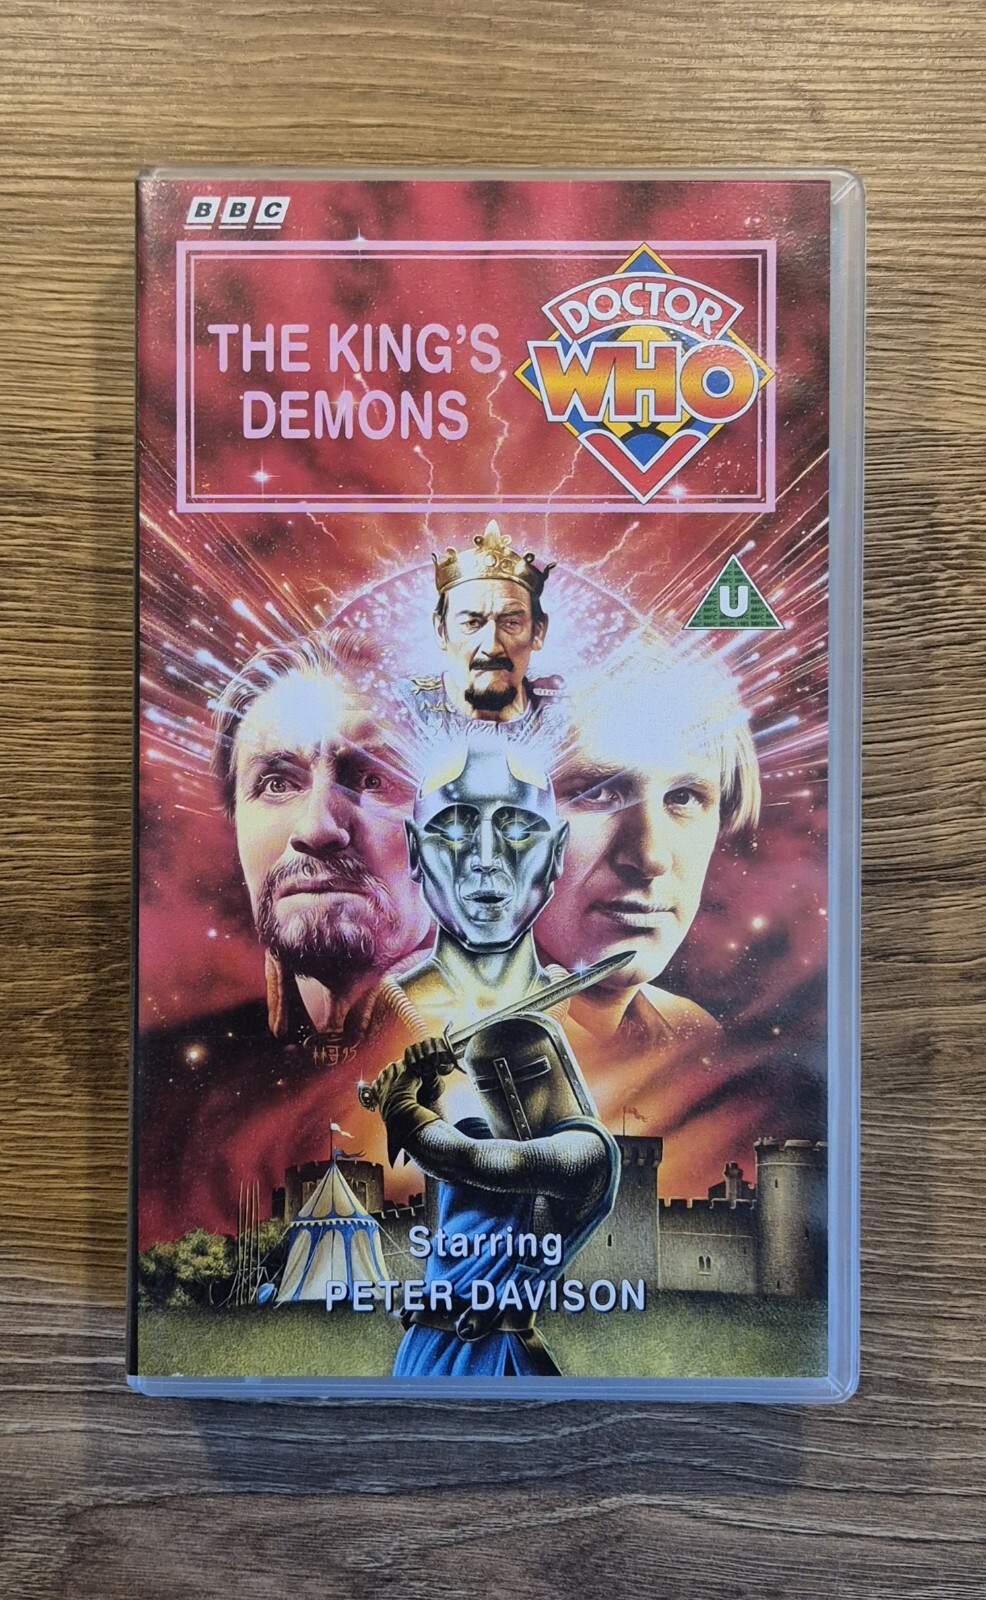 BBC
DOCTOR
WHO
THE KING'S
DEMONS
U
Starring
PETER DAVISON